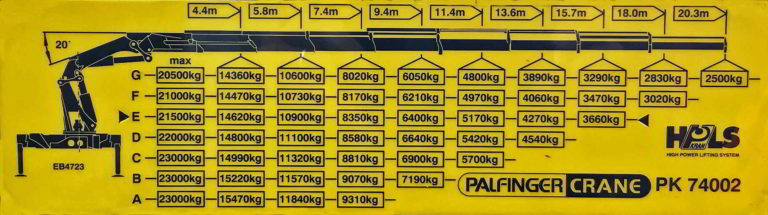 4.4m 5.8m 7.4m 9.4m 11.4m 13.6m 15.7m 18.0m 20.3m
20°
max
G 20500kg 14360kg 10600kg 8020kg 6050kg 4800kg 3890kg 3290kg 2830kg 2500kg
F 21000kg 14470kg 10730kg 8170kg 6210kg 4970kg 4060kg 3470kg 3020kg
E 21500kg 14620kg 10900kg 8350kg 6400kg 5170kg 4270kg 3660kg
D 22000kg 14800kg 11100kg 8580kg 6640kg 5420kg 4540kg
C 23000kg 14990kg 11320kg 8810kg 6900kg 5700kg
B 23000kg 15220kg 11570kg 9070kg 7190kg
A 23000kg 15470kg 11840kg 9310kg
EB4723
HPLS
KRAN
HIGH POWER LIFTING SYSTEM
PALFINGER CRANE PK 74002